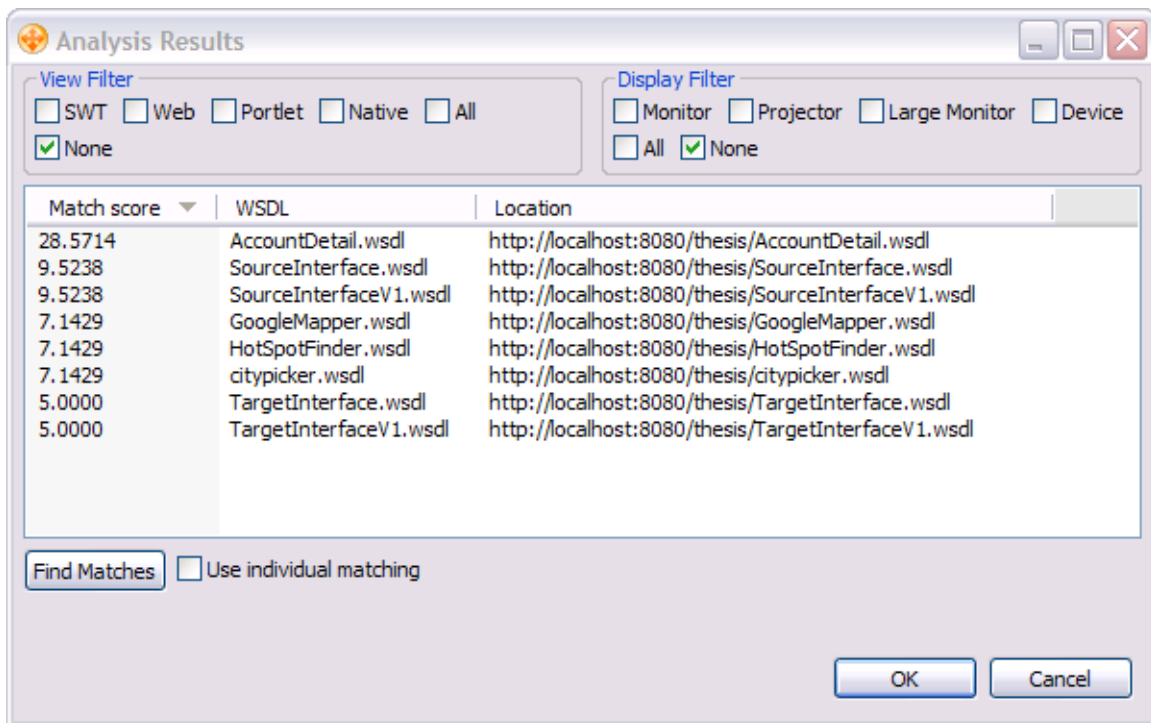 Analysis Results
View Filter
SWT Web Portlet Native All
None
Display Filter
Monitor Projector Large Monitor Device
All None
Match score WSDL Location
28.5714 AccountDetail.wsdl http://localhost:8080/thesis/AccountDetail.wsdl
9.5238 SourceInterface.wsdl http://localhost:8080/thesis/SourceInterface.wsdl
9.5238 SourceInterfaceV1.wsdl http://localhost:8080/thesis/SourceInterfaceV1.wsdl
7.1429 GoogleMapper.wsdl http://localhost:8080/thesis/GoogleMapper.wsdl
7.1429 HotSpotFinder.wsdl http://localhost:8080/thesis/HotSpotFinder.wsdl
7.1429 citypicker.wsdl http://localhost:8080/thesis/citypicker.wsdl
5.0000 TargetInterface.wsdl http://localhost:8080/thesis/TargetInterface.wsdl
5.0000 TargetInterfaceV1.wsdl http://localhost:8080/thesis/TargetInterfaceV1.wsdl
Find Matches Use individual matching
OK Cancel